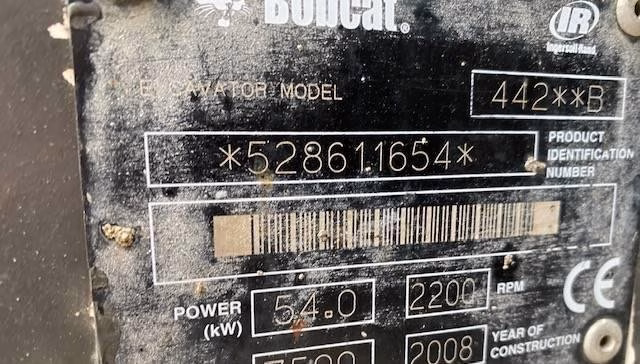 Bobcat®
IR
Ingersoll-Rand
EXCAVATOR MODEL 442**B
*528611654* PRODUCT
IDENTIFICATION
NUMBER
POWER
(kW) 54.0 2200 RPM CE
2008 YEAR OF
CONSTRUCTION